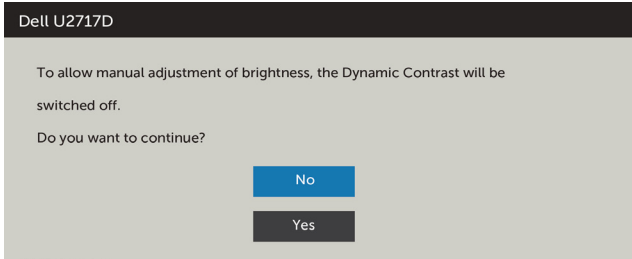 Dell U2717D
To allow manual adjustment of brightness, the Dynamic Contrast will be
switched off.
Do you want to continue?
No
Yes